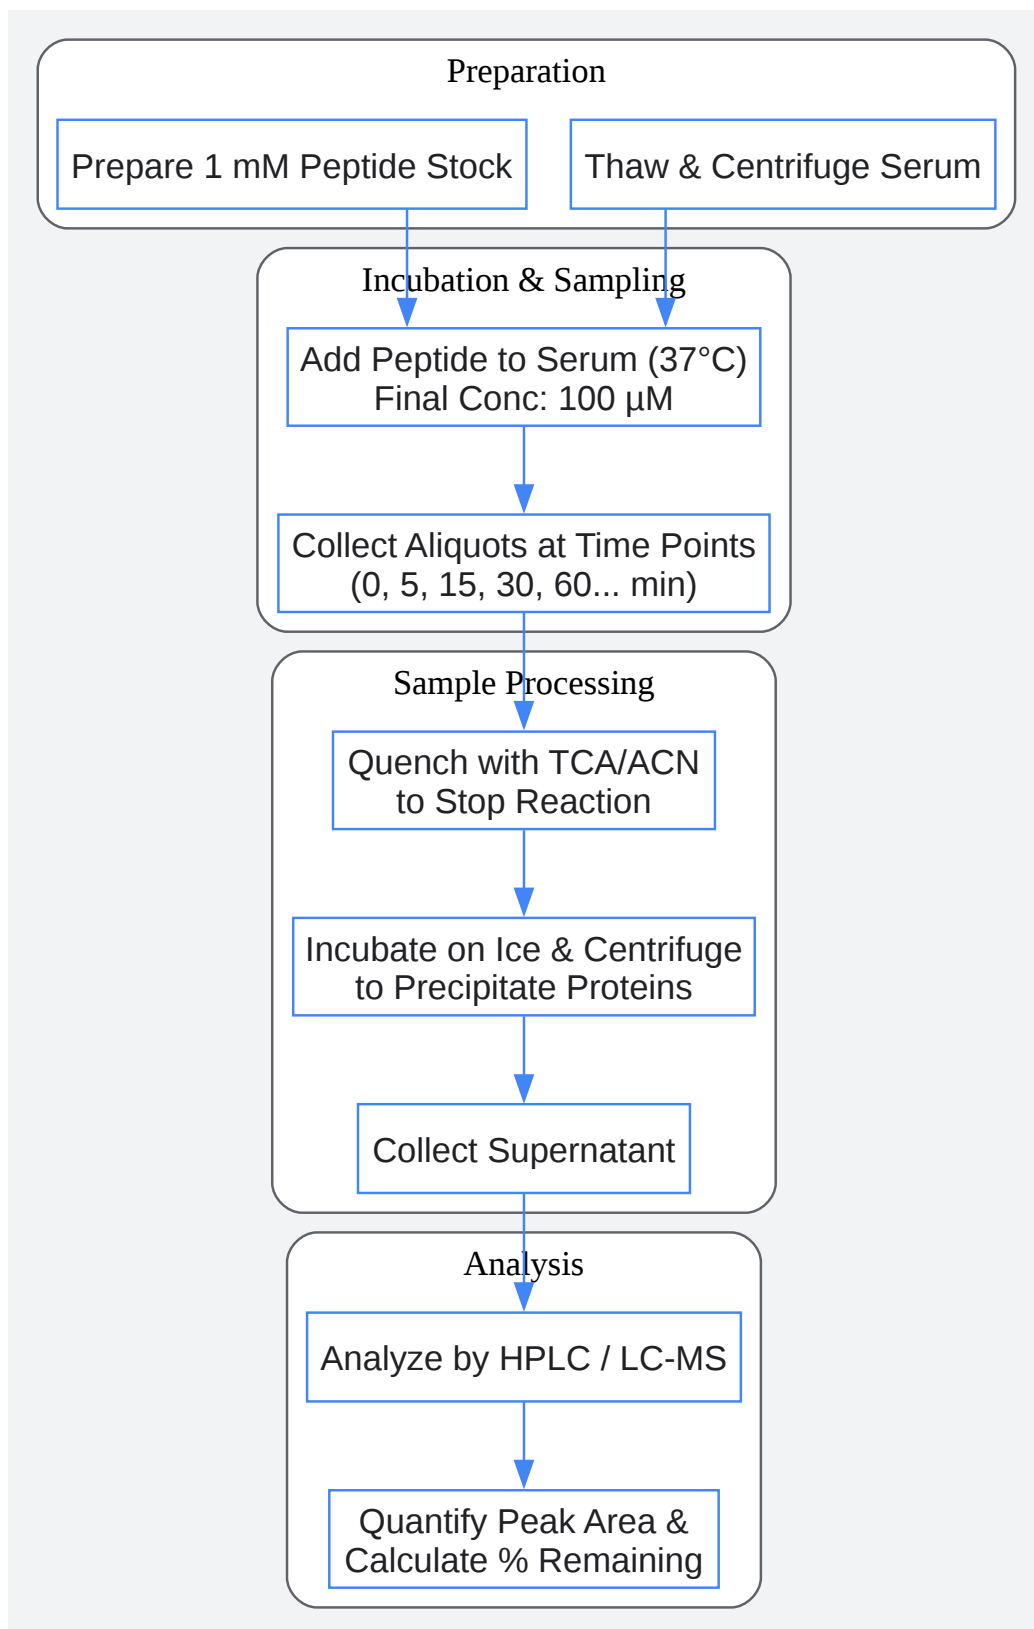 Preparation
Prepare 1 mM Peptide Stock
Thaw & Centrifuge Serum
Incubation & Sampling
Add Peptide to Serum (37°C)
Final Conc: 100 µM
Collect Aliquots at Time Points
(0, 5, 15, 30, 60... min)
Sample Processing
Quench with TCA/ACN
to Stop Reaction
Incubate on Ice & Centrifuge
to Precipitate Proteins
Collect Supernatant
Analysis
Analyze by HPLC / LC-MS
Quantify Peak Area &
Calculate % Remaining